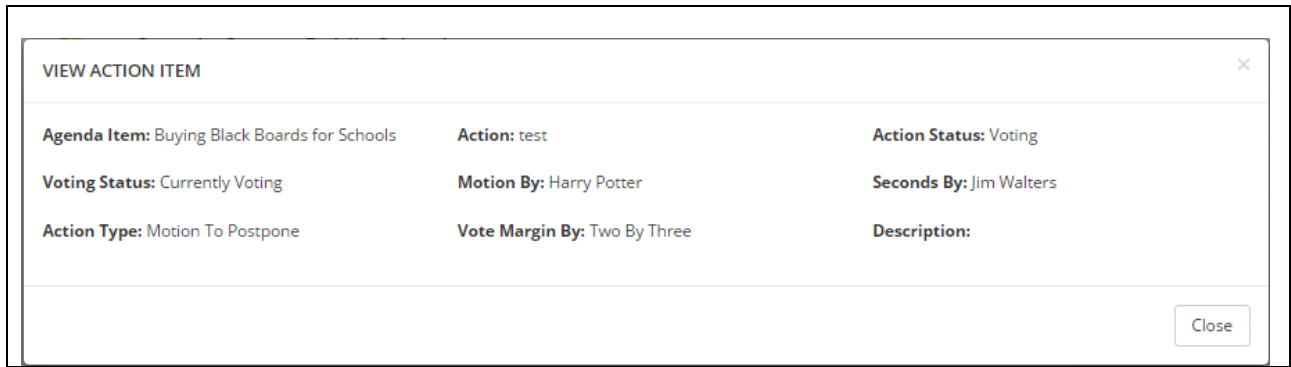 VIEW ACTION ITEM ×
Agenda Item: Buying Black Boards for Schools Action: test Action Status: Voting
Voting Status: Currently Voting Motion By: Harry Potter Seconds By: Jim Walters
Action Type: Motion To Postpone Vote Margin By: Two By Three Description:
Close